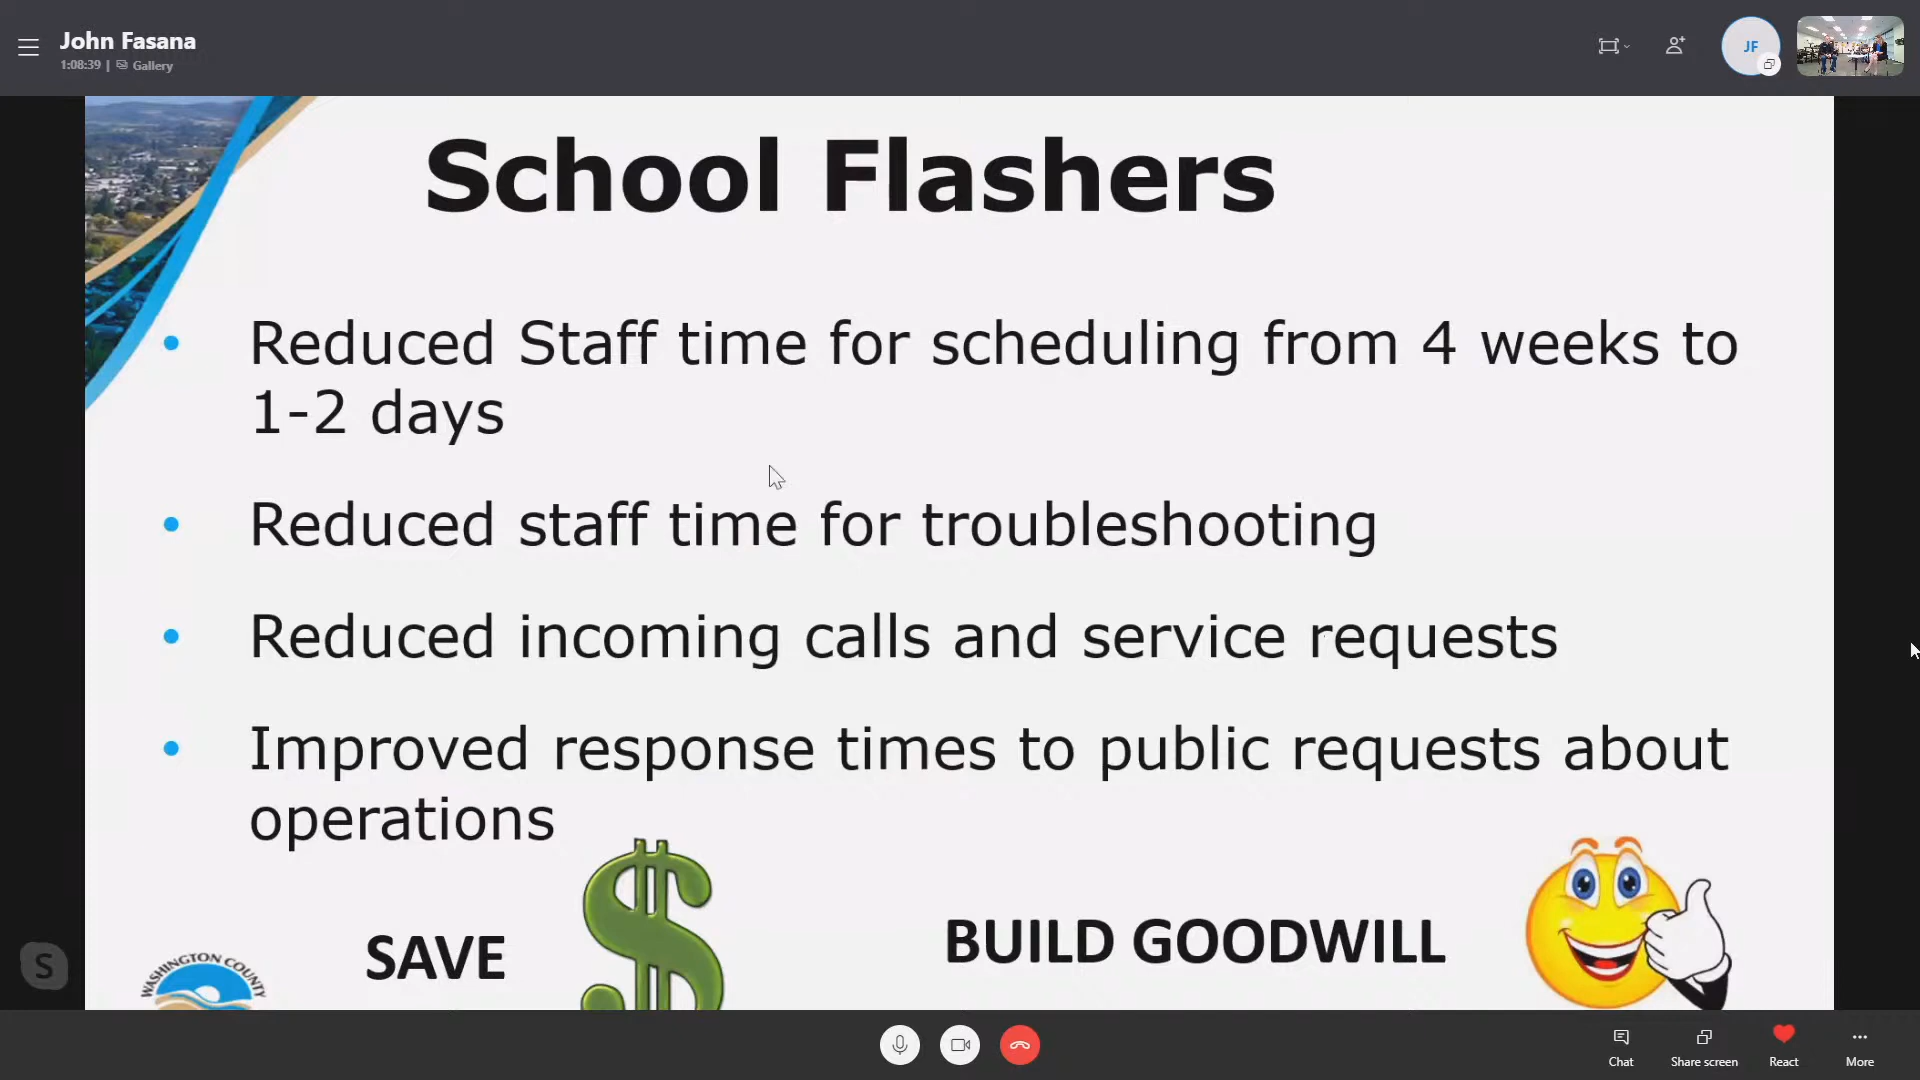 John Fasana
1:08:39 | Gallery
JF
School Flashers
• Reduced Staff time for scheduling from 4 weeks to
1-2 days
• Reduced staff time for troubleshooting
• Reduced incoming calls and service requests
• Improved response times to public requests about
operations
SAVE $
BUILD GOODWILL
WASHINGTON COUNTY
S
Chat
Share screen
React
More